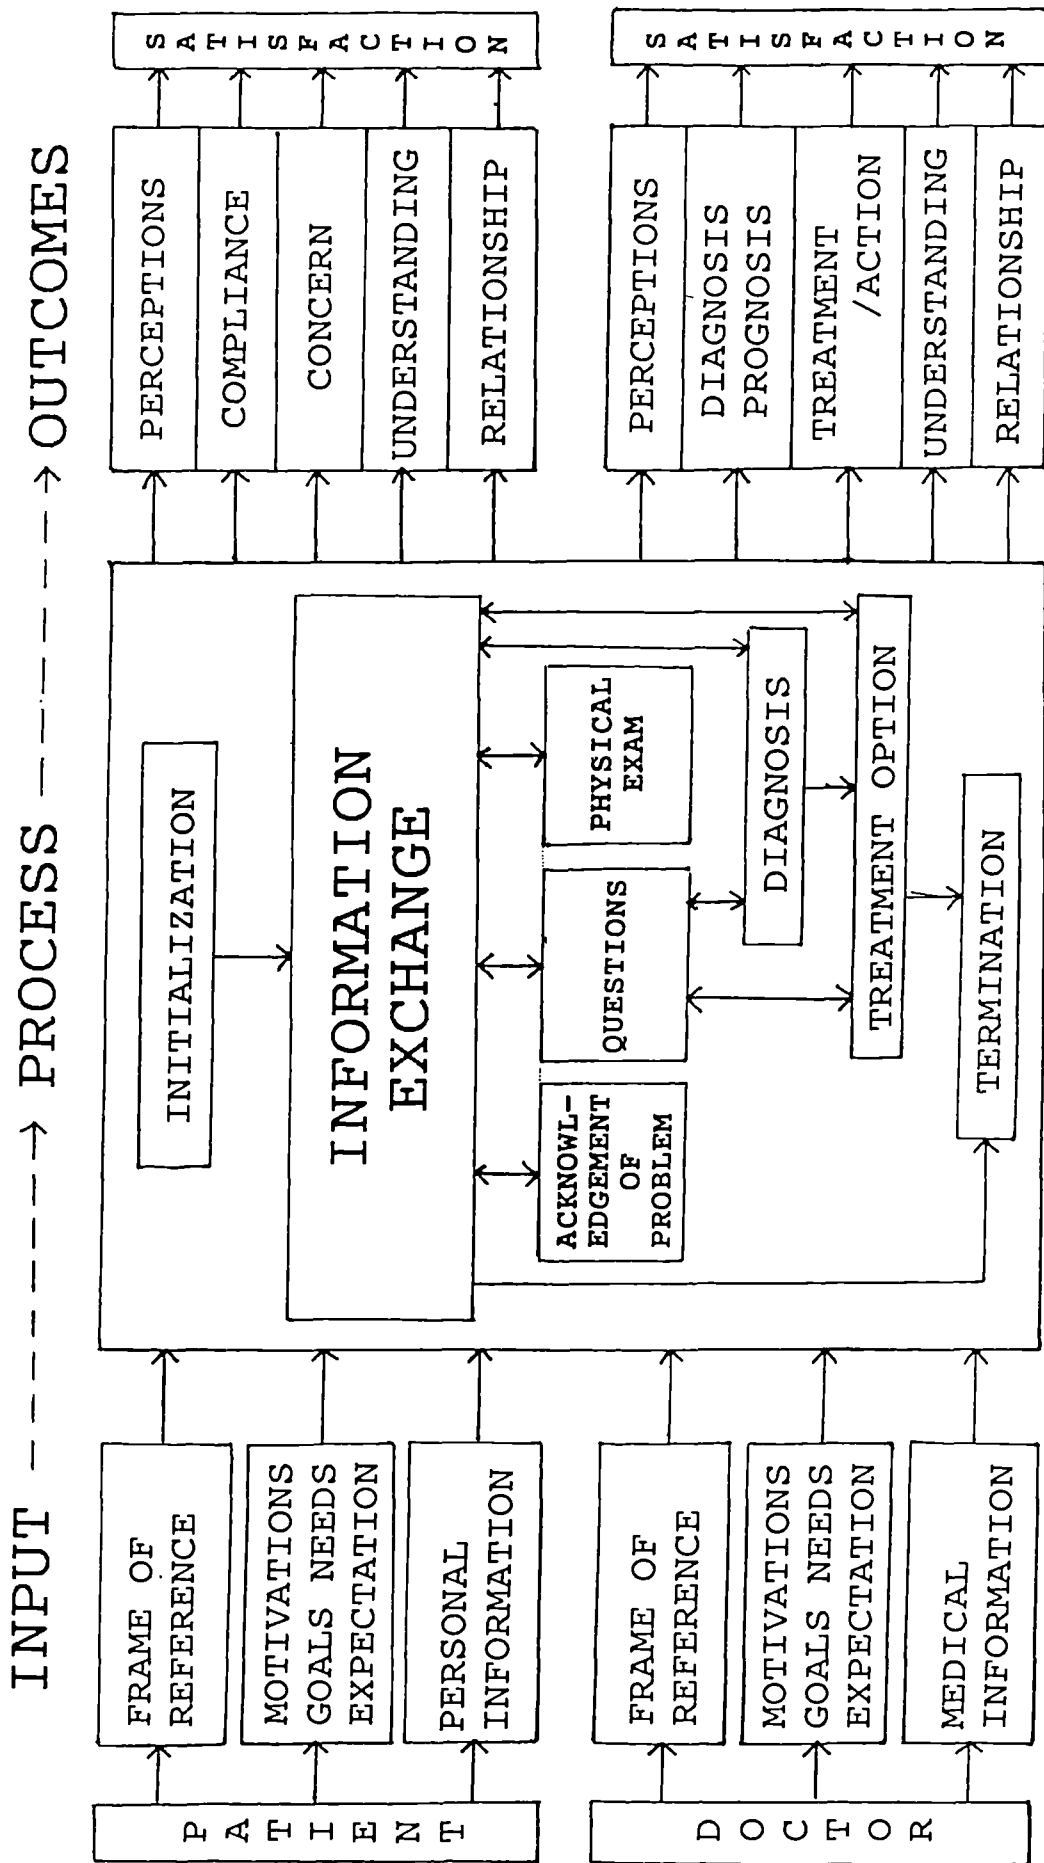 INPUT -----> PROCESS -----> OUTCOMES
PATIENT
FRAME OF
REFERENCE
MOTIVATIONS
GOALS NEEDS
EXPECTATION
PERSONAL
INFORMATION
DOCTOR
FRAME OF
REFERENCE
MOTIVATIONS
GOALS NEEDS
EXPECTATION
MEDICAL
INFORMATION
INITIALIZATION
INFORMATION
EXCHANGE
ACKNOWL-
EDGEMENT
OF
PROBLEM
QUESTIONS
PHYSICAL
EXAM
DIAGNOSIS
TREATMENT OPTION
TERMINATION
PERCEPTIONS
COMPLIANCE
CONCERN
UNDERSTANDING
RELATIONSHIP
SATISFACTION
PERCEPTIONS
DIAGNOSIS
PROGNOSIS
TREATMENT
/ACTION
UNDERSTANDING
RELATIONSHIP
SATISFACTION